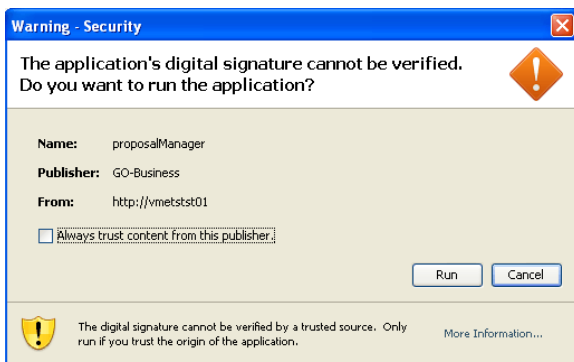 Warning - Security
The application's digital signature cannot be verified.
Do you want to run the application?
Name: proposalManager
Publisher: GO-Business
From: http://vmetstst01
Always trust content from this publisher.
Run Cancel
The digital signature cannot be verified by a trusted source. Only
run if you trust the origin of the application.
More Information...